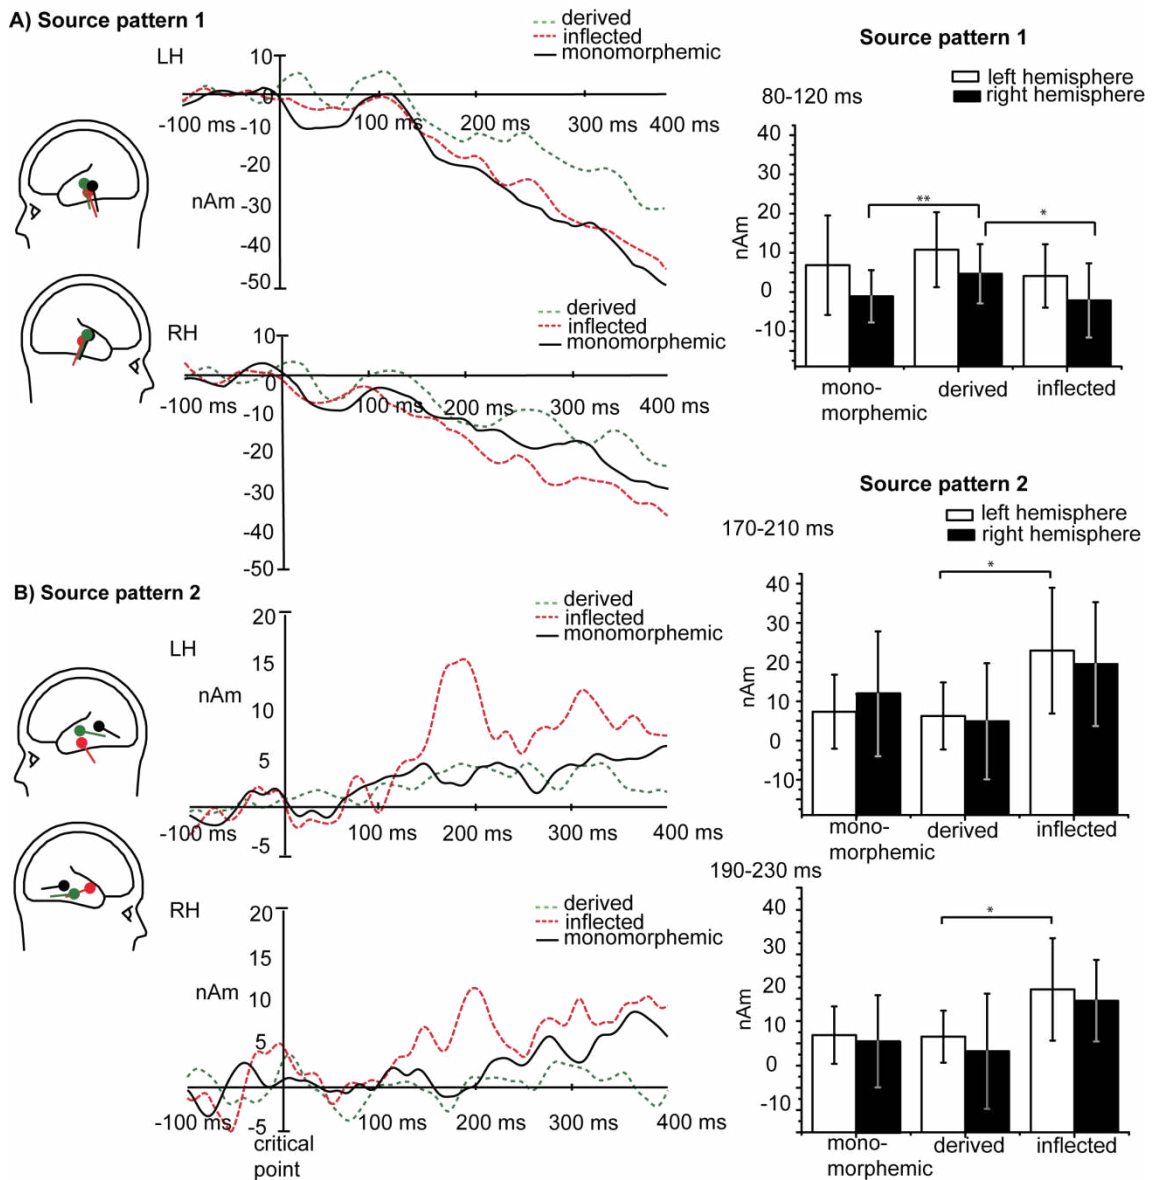 A) Source pattern 1
LH
derived
inflected
monomorphemic
10
0
-10
-20
-30
-40
-50
nAm
-100 ms
100 ms
200 ms
300 ms
400 ms
RH
derived
inflected
monomorphemic
10
0
-10
-20
-30
-40
-50
-100 ms
100 ms
200 ms
300 ms
400 ms
Source pattern 1
left hemisphere
right hemisphere
80-120 ms
40
30
20
10
0
-10
nAm
**
*
mono-
morphemic
derived
inflected
B) Source pattern 2
LH
derived
inflected
monomorphemic
20
15
10
5
-5
nAm
-100 ms
100 ms
200 ms
300 ms
400 ms
RH
derived
inflected
monomorphemic
20
15
10
5
-5
nAm
-100 ms
100 ms
200 ms
300 ms
400 ms
critical
point
Source pattern 2
left hemisphere
right hemisphere
170-210 ms
40
30
20
10
0
-10
nAm
*
mono-
morphemic
derived
inflected
190-230 ms
40
30
20
10
0
-10
nAm
*
mono-
morphemic
derived
inflected